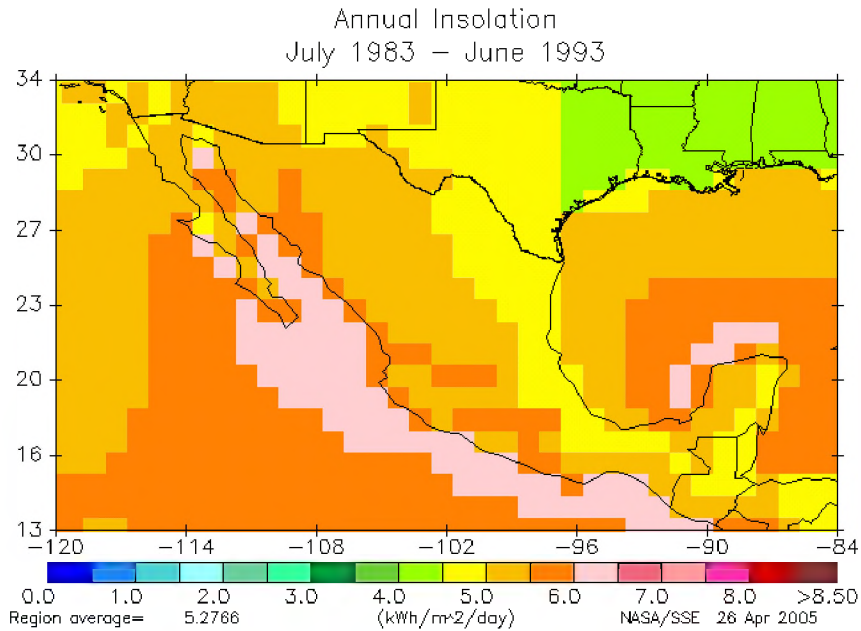 Annual Insolation
July 1983 – June 1993
34
30
27
23
20
16
13
−120 −114 −108 −102 −96 −90 −84
0.0 1.0 2.0 3.0 4.0 5.0 6.0 7.0 8.0 >8.50
Region average= 5.2766 (kWh/m^2/day) NASA/SSE 26 Apr 2005